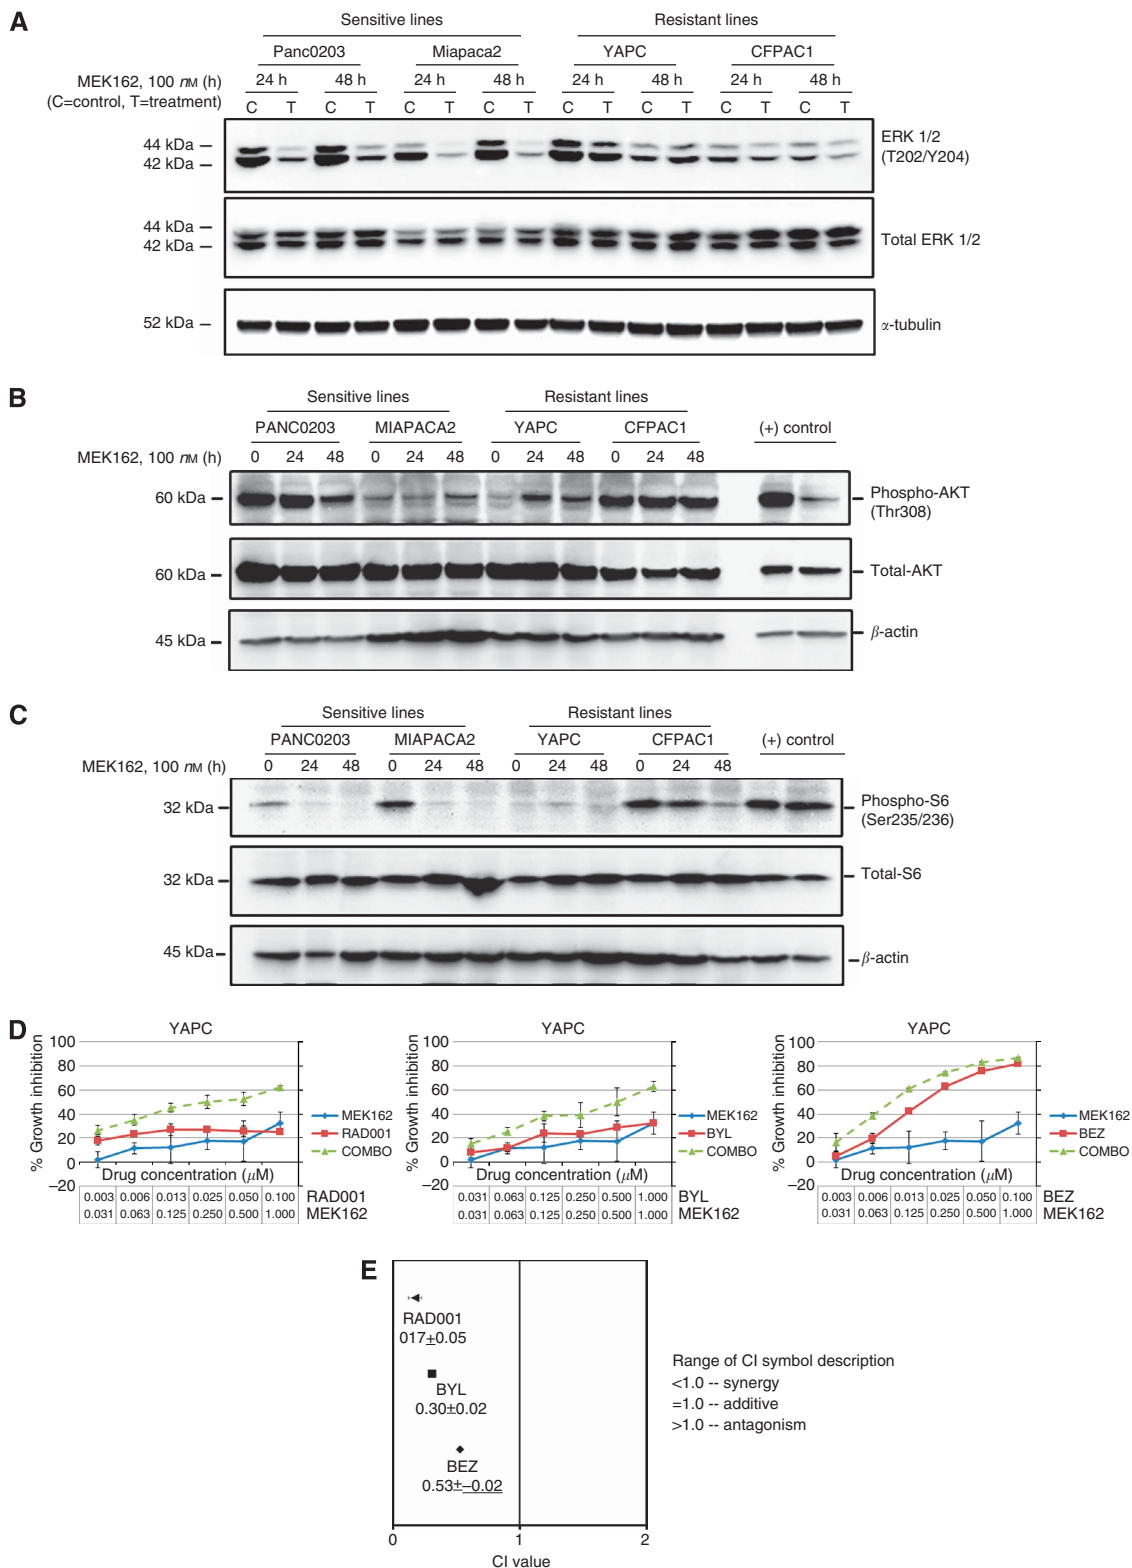 A
Sensitive lines Resistant lines
Panc0203 Miapaca2 YAPC CFPAC1
MEK162, 100 nM (h) 24 h 48 h 24 h 48 h 24 h 48 h 24 h 48 h
(C=control, T=treatment) C T C T C T C T C T C T C T C T
44 kDa
42 kDa
ERK 1/2
(T202/Y204)
44 kDa
42 kDa
Total ERK 1/2
52 kDa
α-tubulin
B
Sensitive lines Resistant lines
PANC0203 MIAPACA2 YAPC CFPAC1 (+) control
MEK162, 100 nM (h) 0 24 48 0 24 48 0 24 48 0 24 48
60 kDa
Phospho-AKT
(Thr308)
60 kDa
Total-AKT
45 kDa
β-actin
C
Sensitive lines Resistant lines
PANC0203 MIAPACA2 YAPC CFPAC1 (+) control
MEK162, 100 nM (h) 0 24 48 0 24 48 0 24 48 0 24 48
32 kDa
Phospho-S6
(Ser235/236)
32 kDa
Total-S6
45 kDa
β-actin
D
YAPC
% Growth inhibition
100
80
60
40
20
0
–20
MEK162
RAD001
COMBO
Drug concentration (μM)
0.003 0.006 0.013 0.025 0.050 0.100 RAD001
0.031 0.063 0.125 0.250 0.500 1.000 MEK162
YAPC
% Growth inhibition
100
80
60
40
20
0
–20
MEK162
BYL
COMBO
Drug concentration (μM)
0.031 0.063 0.125 0.250 0.500 1.000 BYL
0.031 0.063 0.125 0.250 0.500 1.000 MEK162
YAPC
% Growth inhibition
100
80
60
40
20
0
–20
MEK162
BEZ
COMBO
Drug concentration (μM)
0.003 0.006 0.013 0.025 0.050 0.100 BEZ
0.031 0.063 0.125 0.250 0.500 1.000 MEK162
E
RAD001
017±0.05
BYL
0.30±0.02
BEZ
0.53±–0.02
0 1 2
CI value
Range of CI symbol description
<1.0 -- synergy
=1.0 -- additive
>1.0 -- antagonism